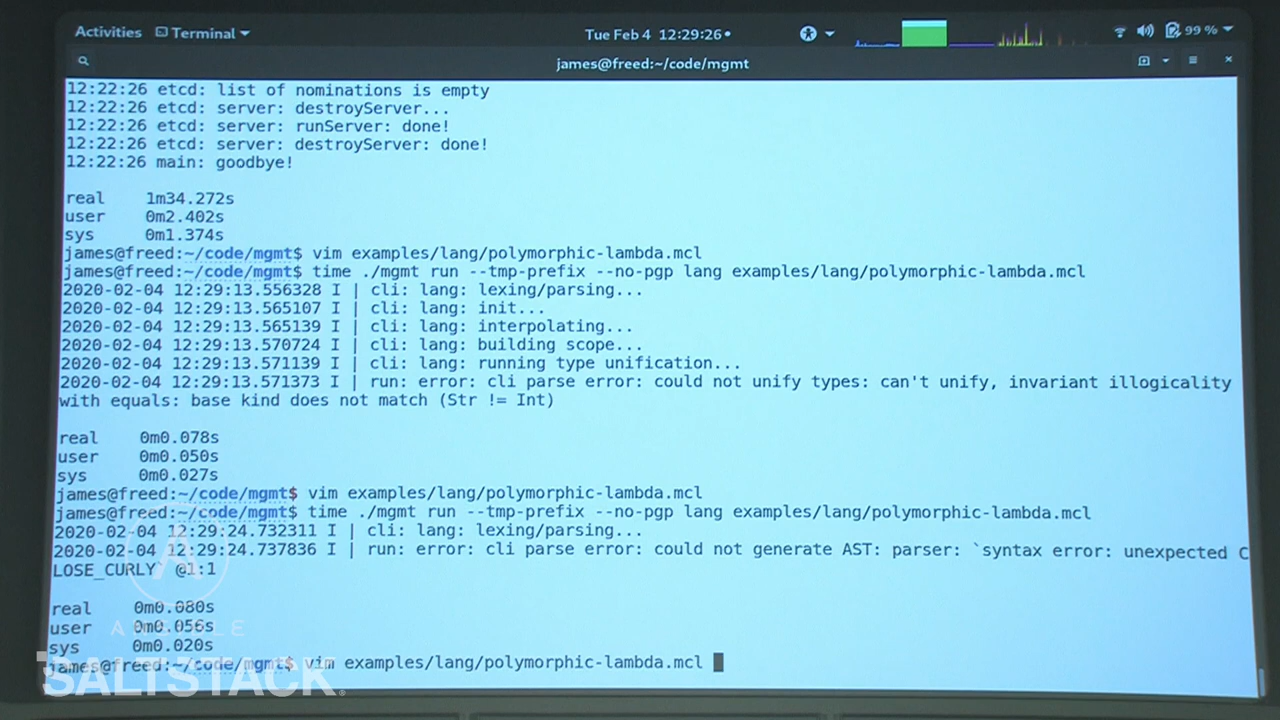 Activities Terminal Tue Feb 4 12:29:26 99 %
james@freed:~/code/mgmt
12:22:26 etcd: list of nominations is empty
12:22:26 etcd: server: destroyServer...
12:22:26 etcd: server: runServer: done!
12:22:26 etcd: server: destroyServer: done!
12:22:26 main: goodbye!
real 1m34.272s
user 0m2.402s
sys 0m1.374s
james@freed:~/code/mgmt$ vim examples/lang/polymorphic-lambda.mcl
james@freed:~/code/mgmt$ time ./mgmt run --tmp-prefix --no-pgp lang examples/lang/polymorphic-lambda.mcl
2020-02-04 12:29:13.556328 I | cli: lang: lexing/parsing...
2020-02-04 12:29:13.565107 I | cli: lang: init...
2020-02-04 12:29:13.565139 I | cli: lang: interpolating...
2020-02-04 12:29:13.570724 I | cli: lang: building scope...
2020-02-04 12:29:13.571139 I | cli: lang: running type unification...
2020-02-04 12:29:13.571373 I | run: error: cli parse error: could not unify types: can't unify, invariant illogicality
with equals: base kind does not match (Str != Int)
real 0m0.078s
user 0m0.050s
sys 0m0.027s
james@freed:~/code/mgmt$ vim examples/lang/polymorphic-lambda.mcl
james@freed:~/code/mgmt$ time ./mgmt run --tmp-prefix --no-pgp lang examples/lang/polymorphic-lambda.mcl
2020-02-04 12:29:24.732311 I | cli: lang: lexing/parsing...
2020-02-04 12:29:24.737836 I | run: error: cli parse error: could not generate AST: parser: `syntax error: unexpected C
LOSE_CURLY` @1:1
real 0m0.080s
user 0m0.056s
sys 0m0.020s
james@freed:~/code/mgmt$ vim examples/lang/polymorphic-lambda.mcl
ANSIBLE
SALTSTACK